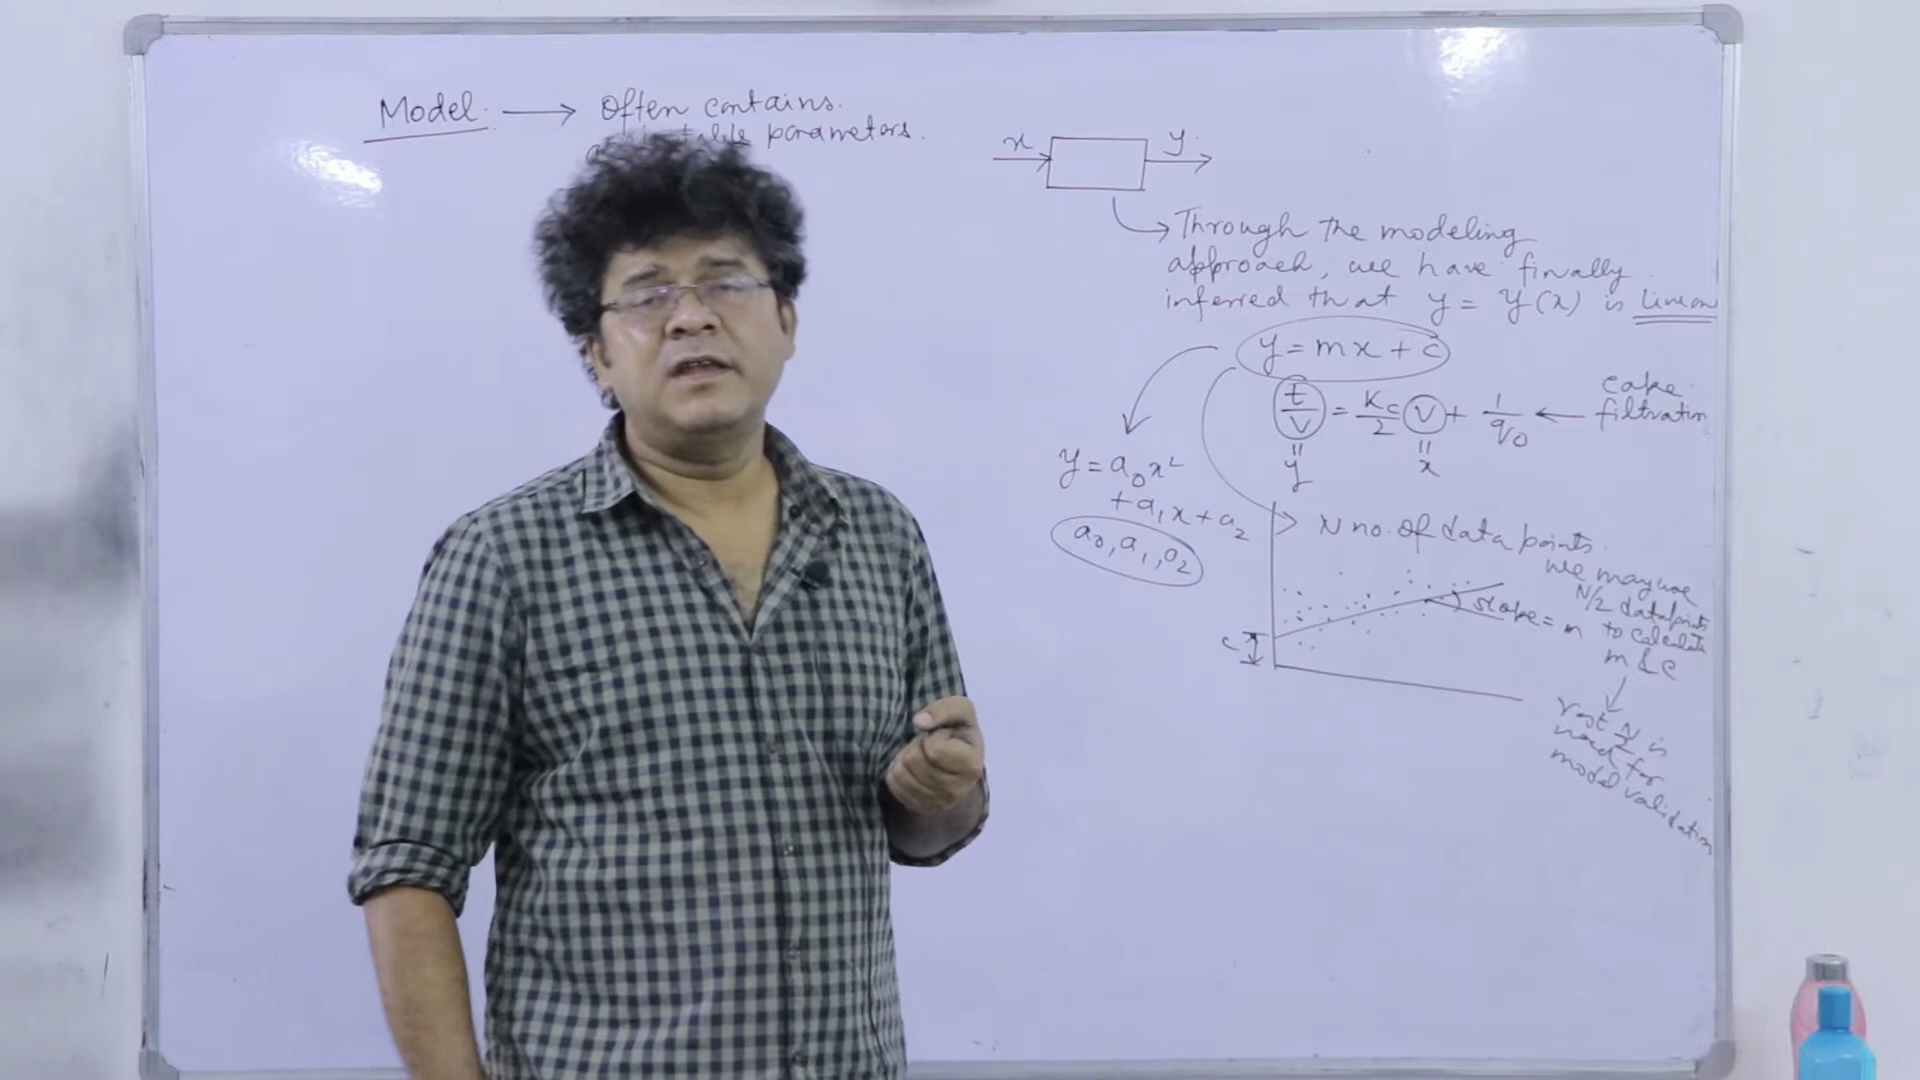 Model. → Often contains.
parameters.
x y.
Through the modeling
approach, we have finally
inferred that y = y(x) is linear
y = mx + c
t/v = Kc/2 v + 1/q0 ← cake
filtration
y x
y = a0x²
+ a1x + a2
a0, a1, a2
N no. of data points.
we may use
N/2 datapoints
slope = m to calculate
m & c
c
rest N/2 is
used for
model validation